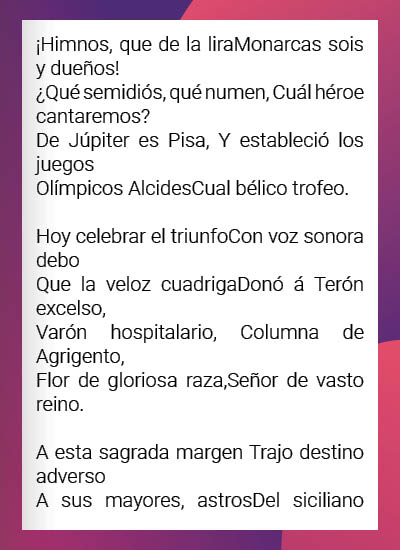 ¡Himnos, que de la liraMonarcas sois
y dueños!
¿Qué semidiós, qué numen, Cuál héroe
cantaremos?
De Júpiter es Pisa, Y estableció los
juegos
Olímpicos AlcidesCual bélico trofeo.

Hoy celebrar el triunfoCon voz sonora
debo
Que la veloz cuadrigaDonó á Terón
excelso,
Varón hospitalario, Columna de
Agrigento,
Flor de gloriosa raza,Señor de vasto
reino.

A esta sagrada margen Trajo destino
adverso
A sus mayores, astrosDel siciliano